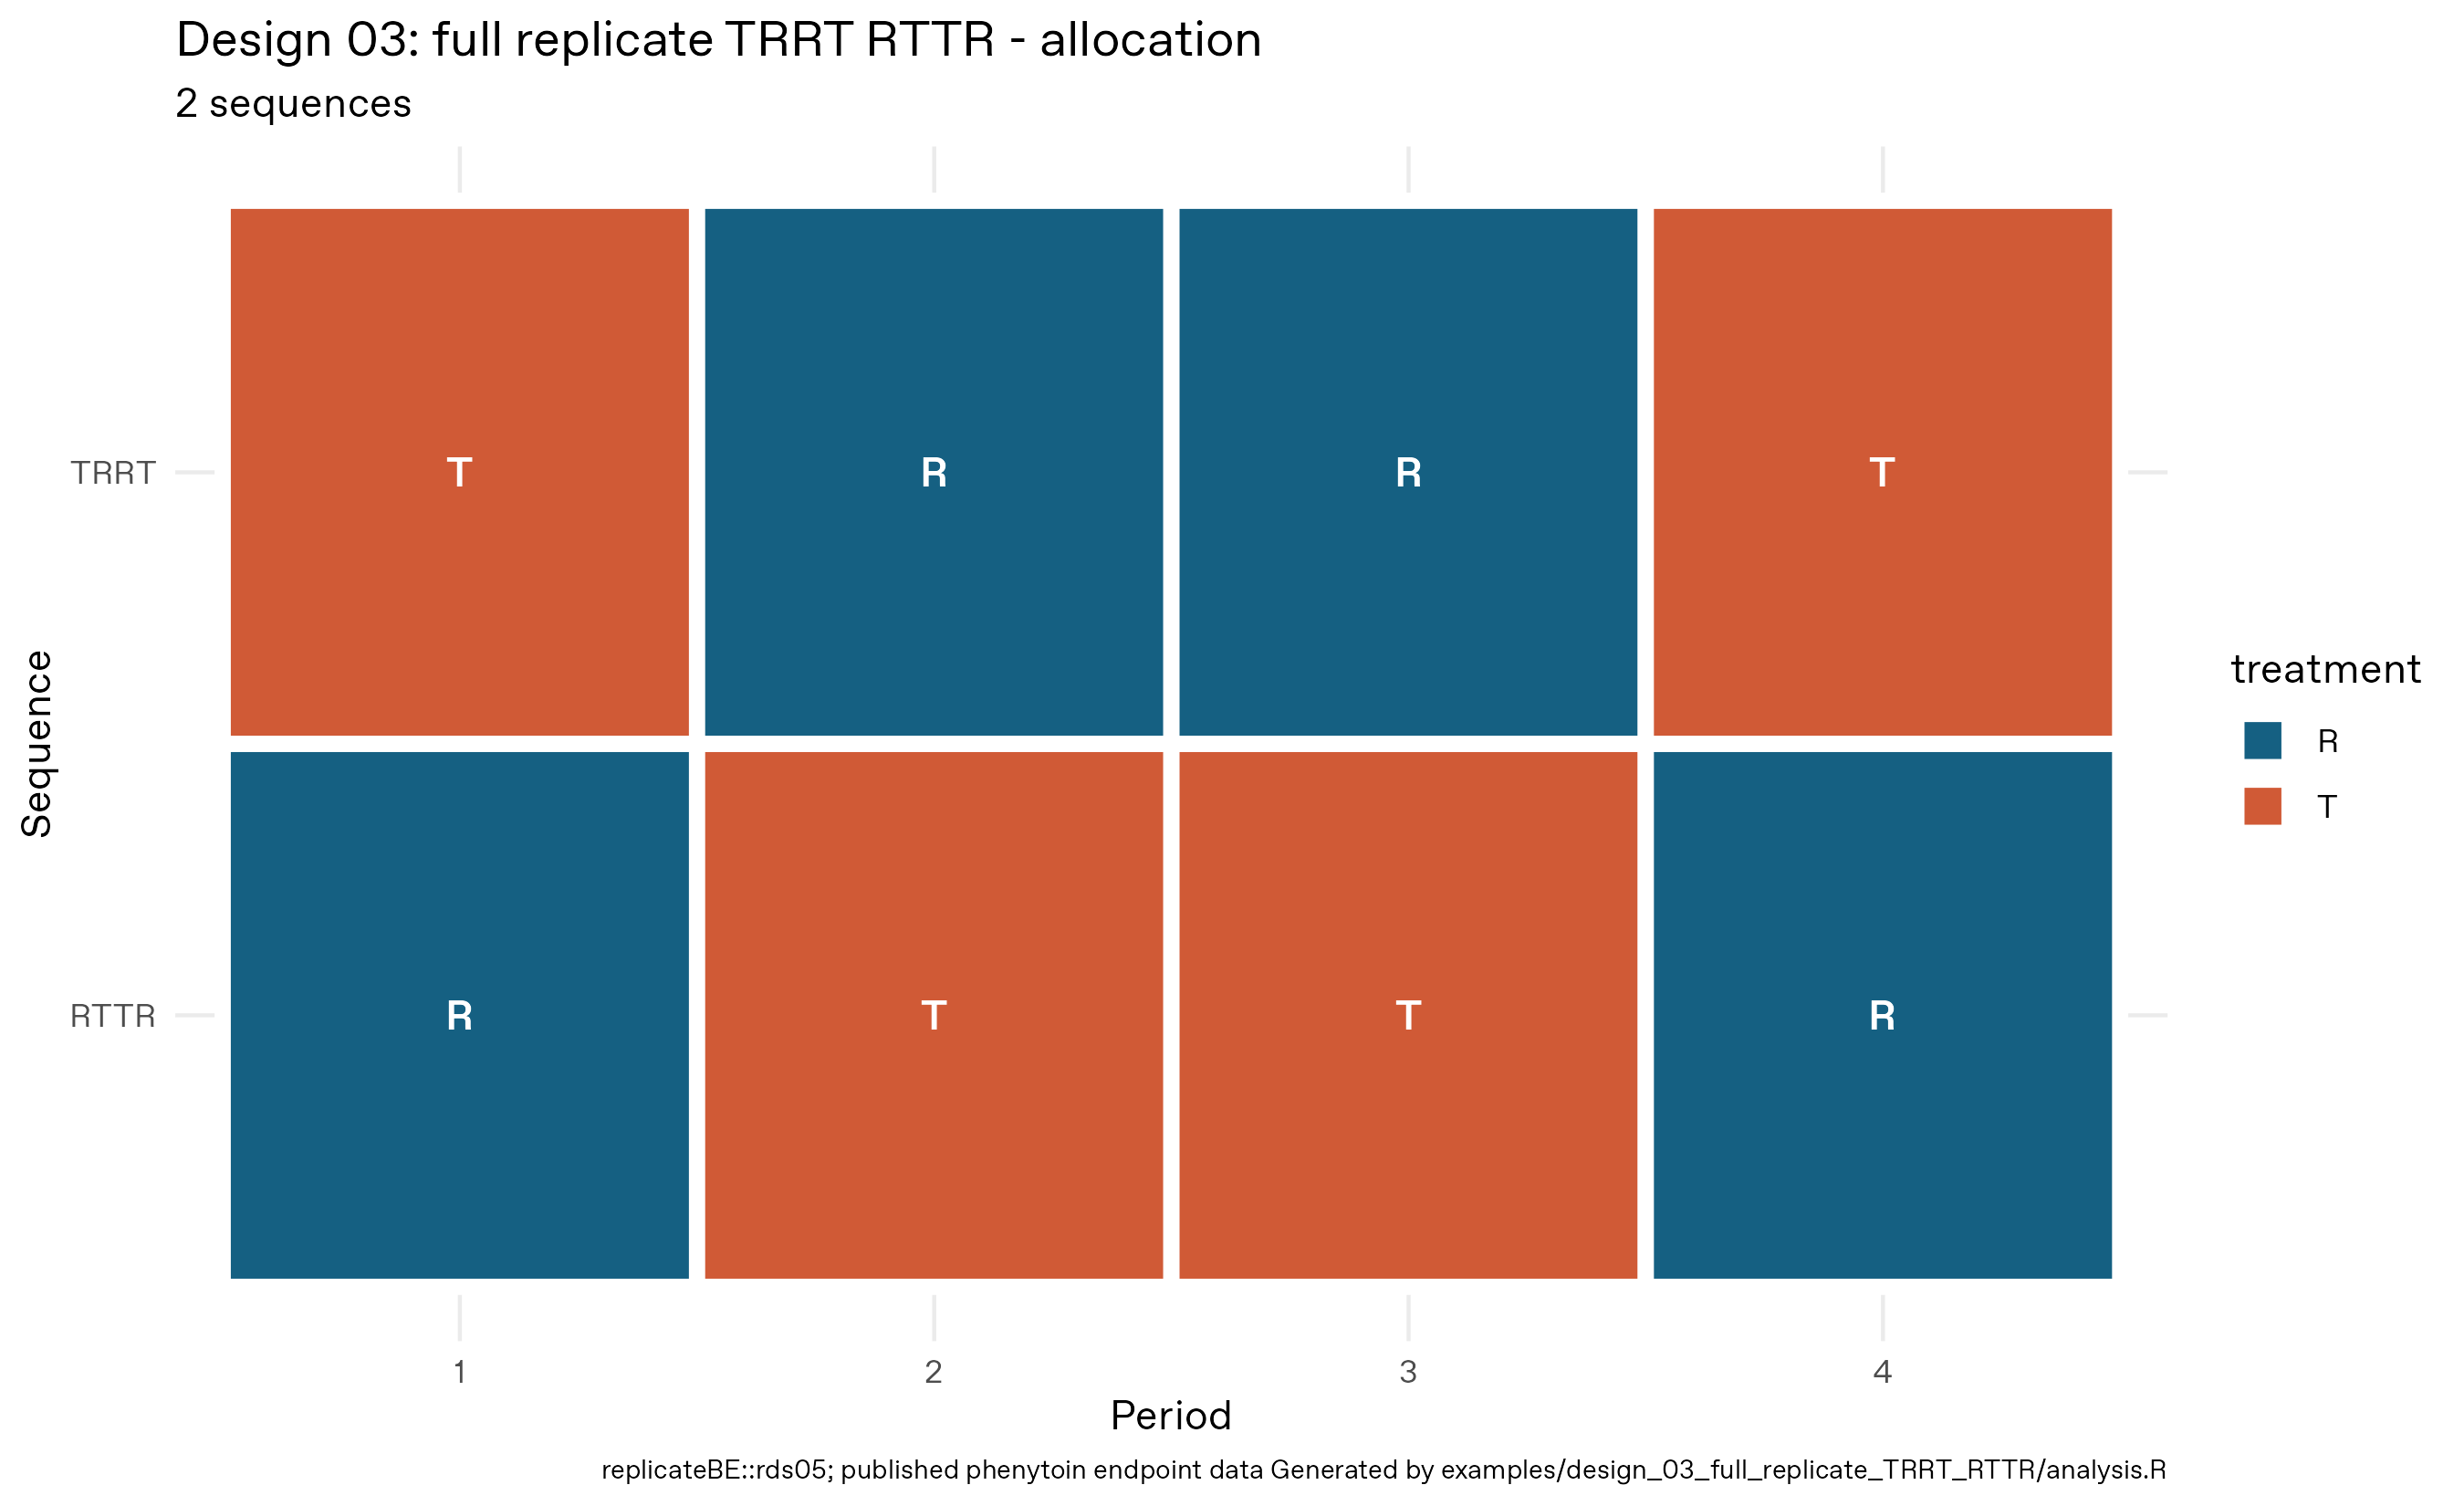 Design 03: full replicate TRRT RTTR - allocation
2 sequences
TRRT
T R R T
Sequence
treatment
R
T
RTTR
R T T R
1 2 3 4
Period
replicateBE::rds05; published phenytoin endpoint data Generated by examples/design_03_full_replicate_TRRT_RTTR/analysis.R